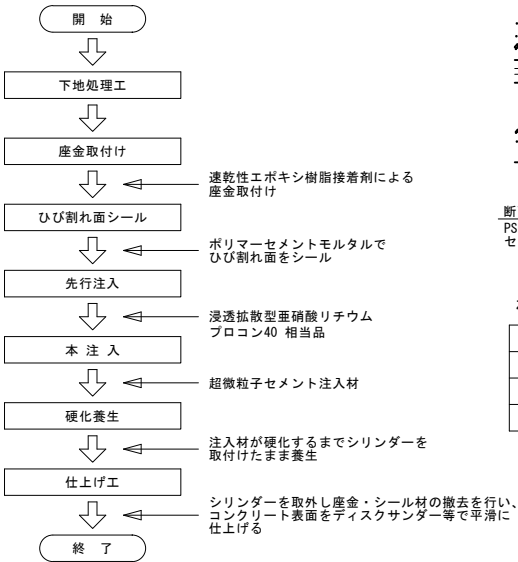 開　始
下地処理工
座金取付け
速乾性エポキシ樹脂接着剤による
座金取付け
ひび割れ面シール
ポリマーセメントモルタルで
ひび割れ面をシール
先行注入
浸透拡散型亜硝酸リチウム
プロコン40 相当品
本 注 入
超微粒子セメント注入材
硬化養生
注入材が硬化するまでシリンダーを
取付けたまま養生
仕上げ工
シリンダーを取外し座金・シール材の撤去を行い、
コンクリート表面をディスクサンダー等で平滑に
仕上げる
終　了
断
PS
セ